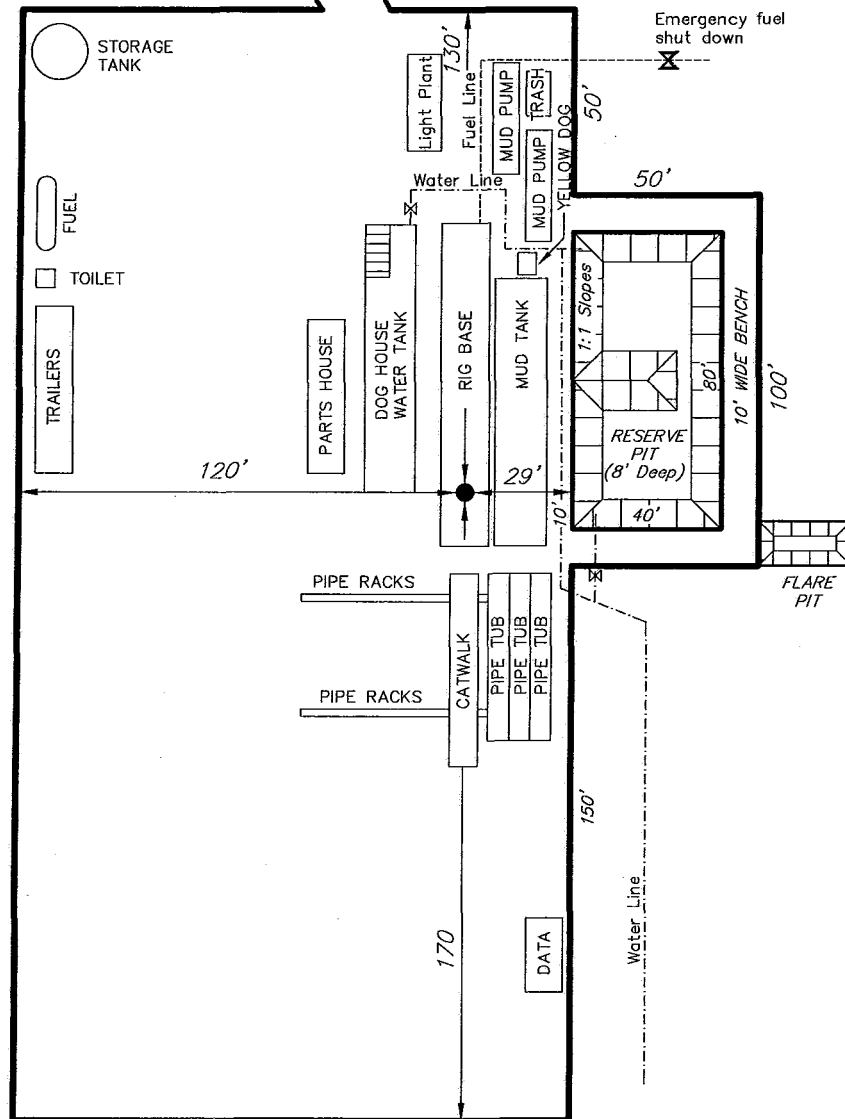 Emergency fuel
shut down
STORAGE
TANK
130'
Light Plant
Fuel Line
MUD PUMP
TRASH
MUD PUMP
YELLOW DOG
50'
50'
Water Line
FUEL
TOILET
TRAILERS
PARTS HOUSE
DOG HOUSE
WATER TANK
RIG BASE
MUD TANK
1:1 Slopes
80'
10' WIDE BENCH
100'
RESERVE
PIT
(8' Deep)
120'
29'
10'
40'
FLARE
PIT
PIPE RACKS
CATWALK
PIPE TUB
PIPE TUB
PIPE TUB
PIPE RACKS
150'
170
DATA
Water Line